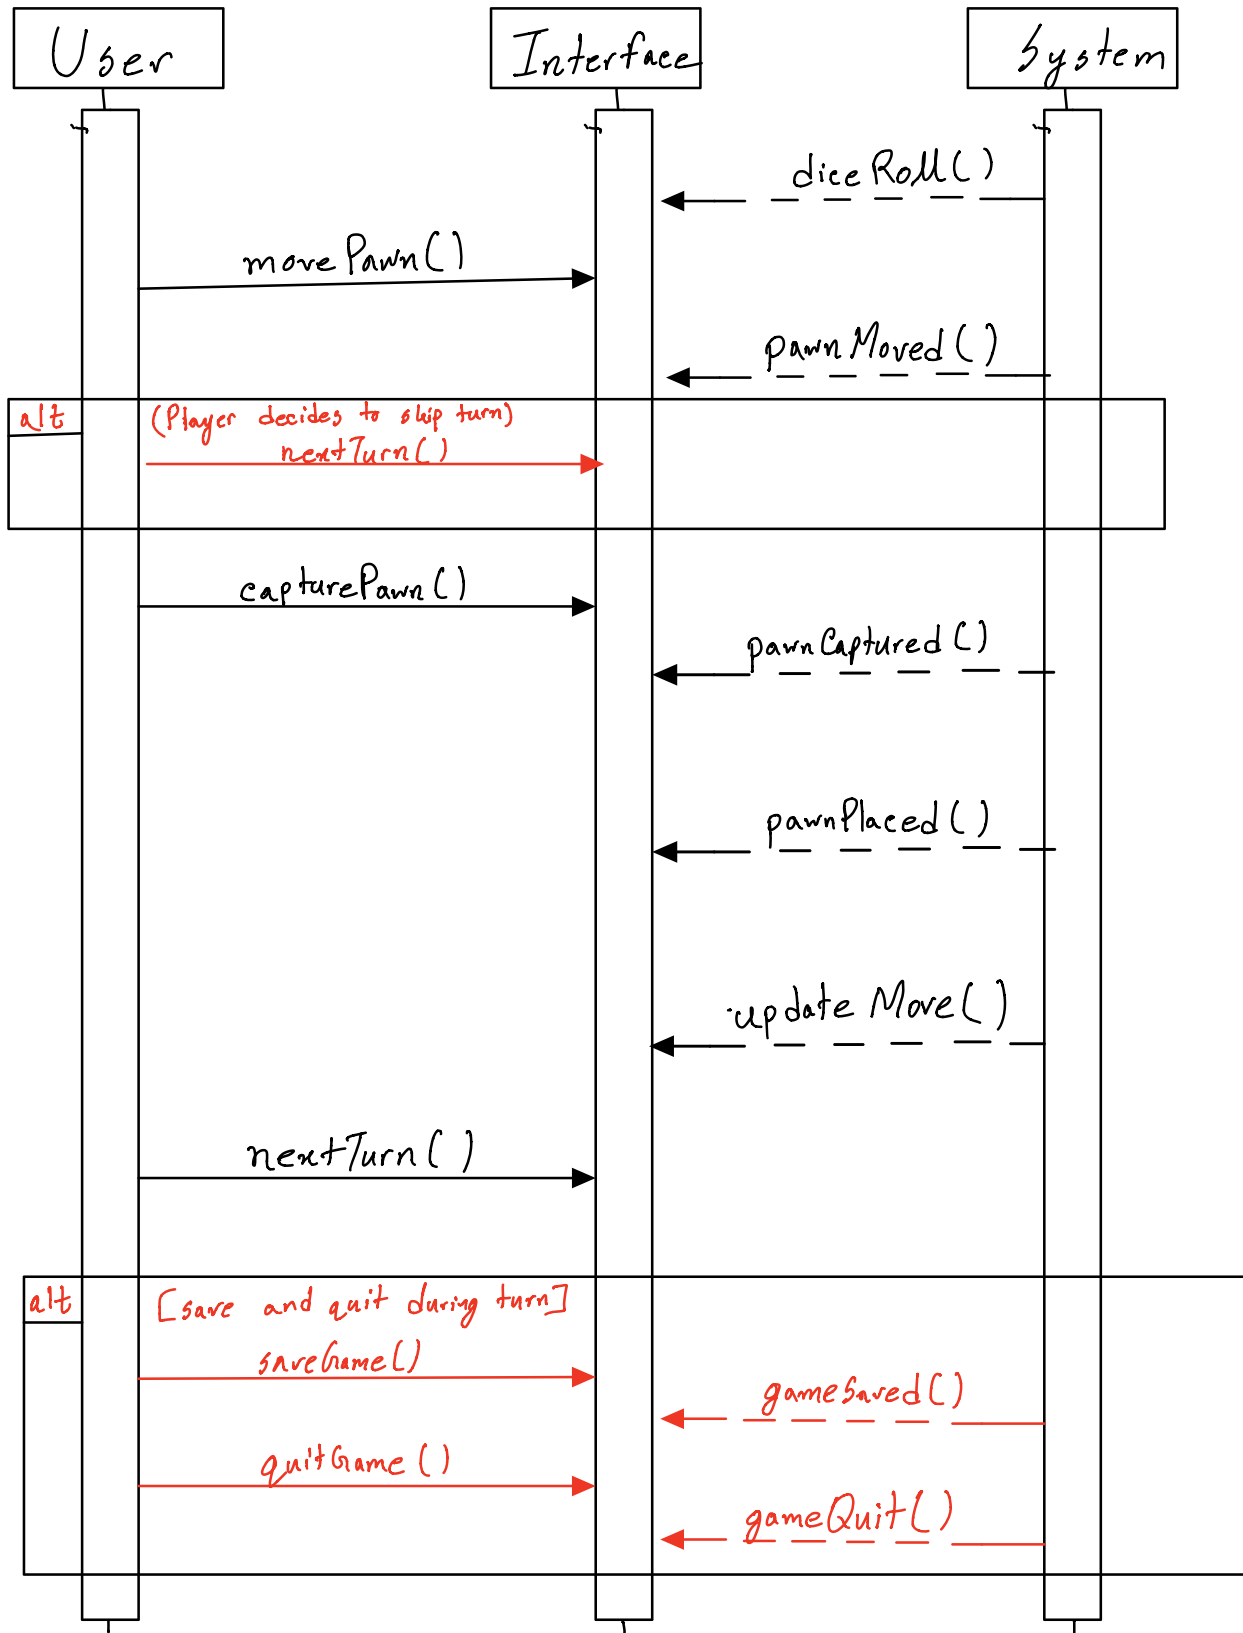 User
Interface
System
diceRoll()
movePawn()
pawnMoved()
alt
(Player decides to skip turn)
nextTurn()
capturePawn()
pawnCaptured()
pawnPlaced()
updateMove()
nextTurn()
alt
[save and quit during turn]
saveGame()
gameSaved()
quitGame()
gameQuit()